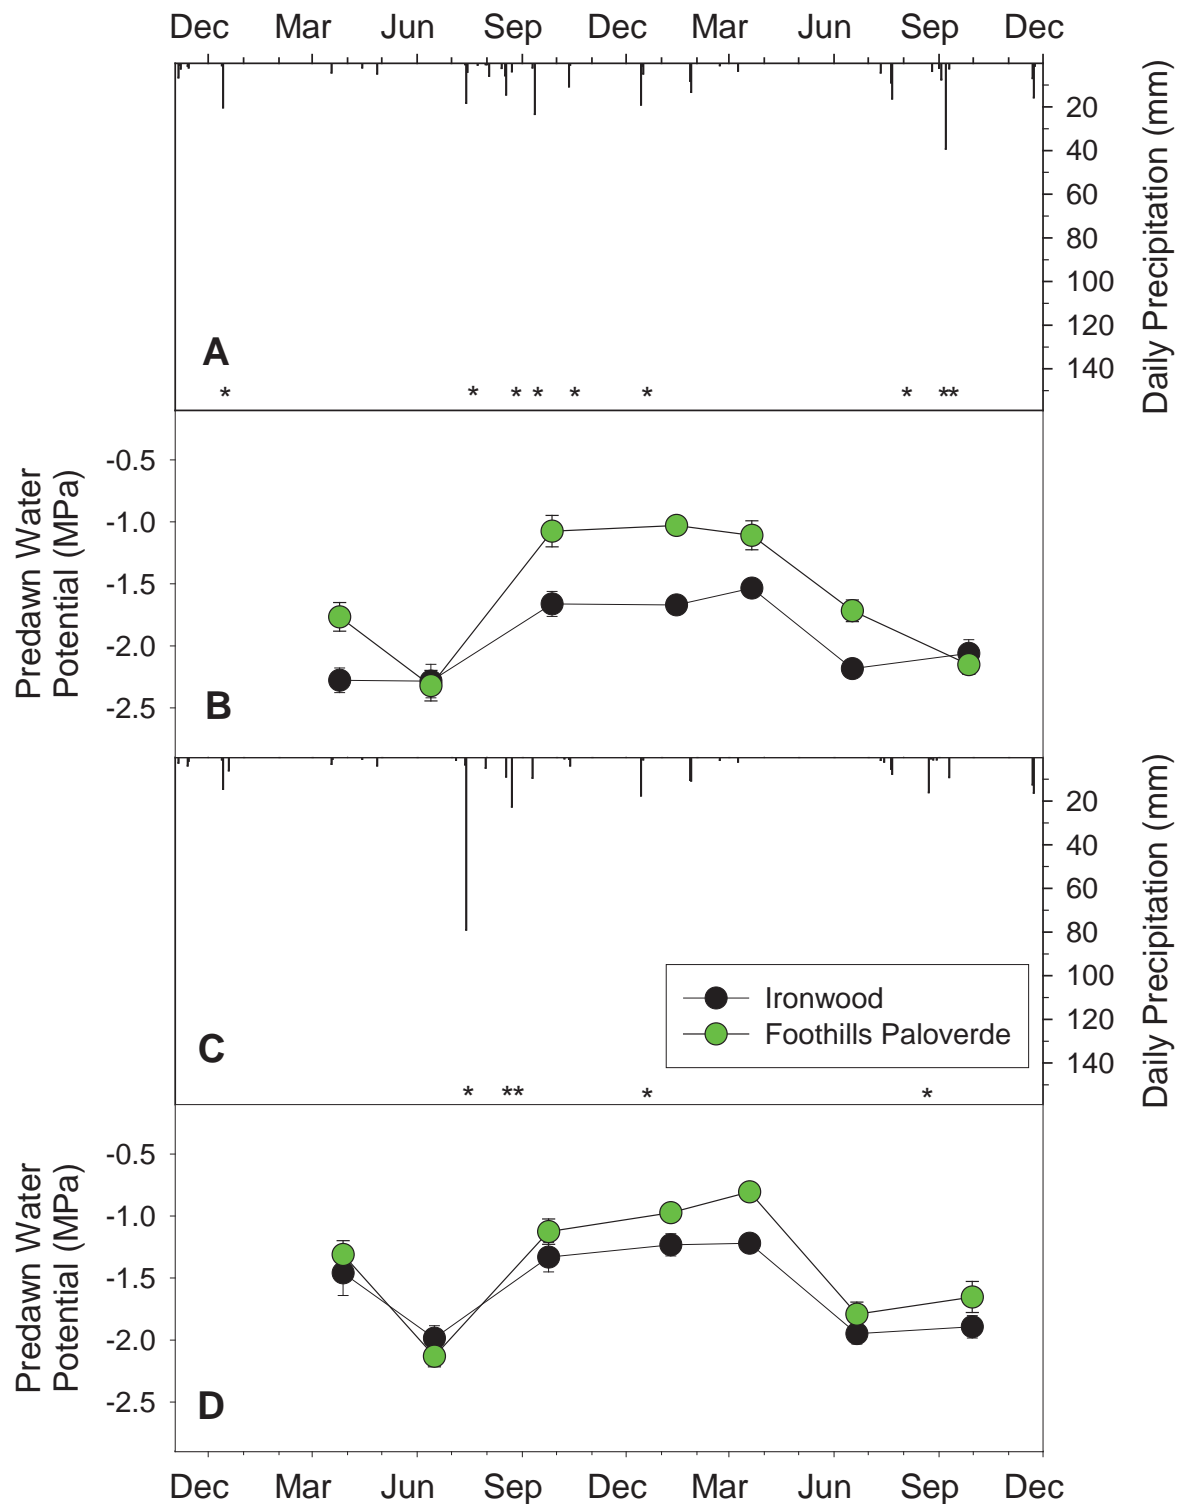 Dec Mar Jun Sep Dec Mar Jun Sep Dec
20
40
60
80
100
120
140
Daily Precipitation (mm)
A
* * * * * * * **
Predawn Water
Potential (MPa)
-0.5
-1.0
-1.5
-2.0
-2.5
B
20
40
60
80
100
120
140
Daily Precipitation (mm)
Ironwood
Foothills Paloverde
C
* ** * *
Predawn Water
Potential (MPa)
-0.5
-1.0
-1.5
-2.0
-2.5
D
Dec Mar Jun Sep Dec Mar Jun Sep Dec